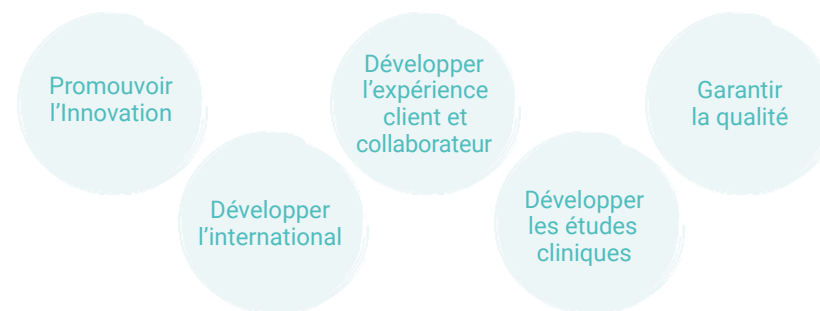 Promouvoir
l’Innovation
Développer
l’international
Développer
l’expérience
client et
collaborateur
Développer
les études
cliniques
Garantir
la qualité